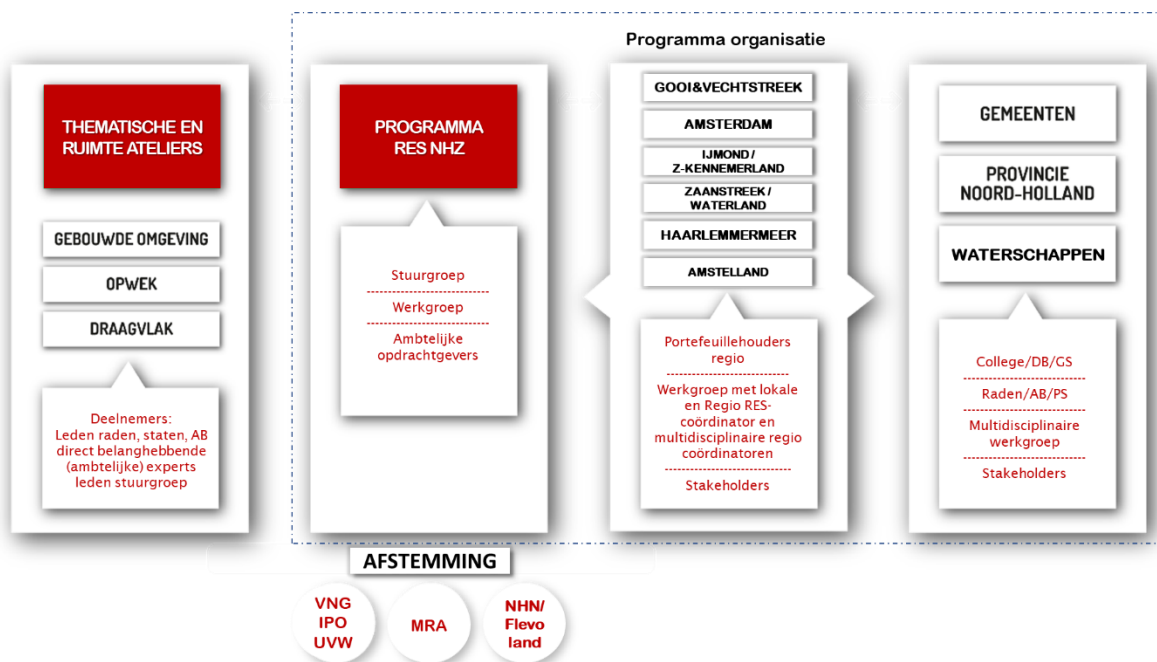 Programma organisatie
THEMATISCHE EN
RUIMTE ATELIERS
GEBOUWDE OMGEVING
OPWEK
DRAAGVLAK
Deelnemers:
Leden raden, staten, AB
direct belanghebbende
(ambtelijke) experts
leden stuurgroep
PROGRAMMA
RES NHZ
Stuurgroep
Werkgroep
Ambtelijke
opdrachtgevers
GOOI&VECHTSTREEK
AMSTERDAM
IJMOND /
Z-KENNEMERLAND
ZAANSTREEK /
WATERLAND
HAARLEMMERMEER
AMSTELLAND
Portefeuillehouders
regio
Werkgroep met lokale
en Regio RES-
coördinator en
multidisciplinaire regio
coördinatoren
Stakeholders
GEMEENTEN
PROVINCIE
NOORD-HOLLAND
WATERSCHAPPEN
College/DB/GS
Raden/AB/PS
Multidisciplinaire
werkgroep
Stakeholders
AFSTEMMING
VNG
IPO
UVW
MRA
NHN/
Flevo
land